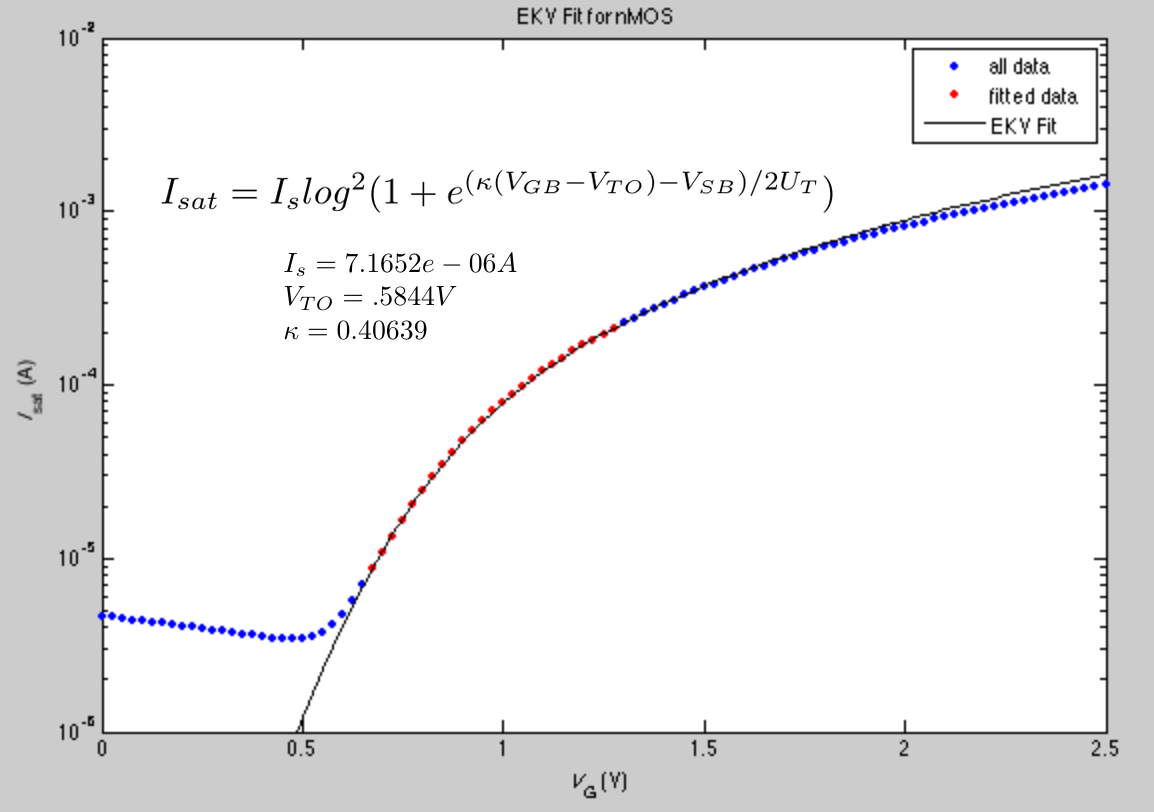 EKV Fit for nMOS
10⁻²
all data
fitted data
EKV Fit
I_sat = I_s log²(1 + e^{(κ(V_GB−V_TO)−V_SB)/2U_T})
10⁻³
I_s = 7.1652e − 06A
V_TO = .5844V
κ = 0.40639
I_sat (A)
10⁻⁴
10⁻⁵
10⁻⁶
0 0.5 1 1.5 2 2.5
V_G (V)